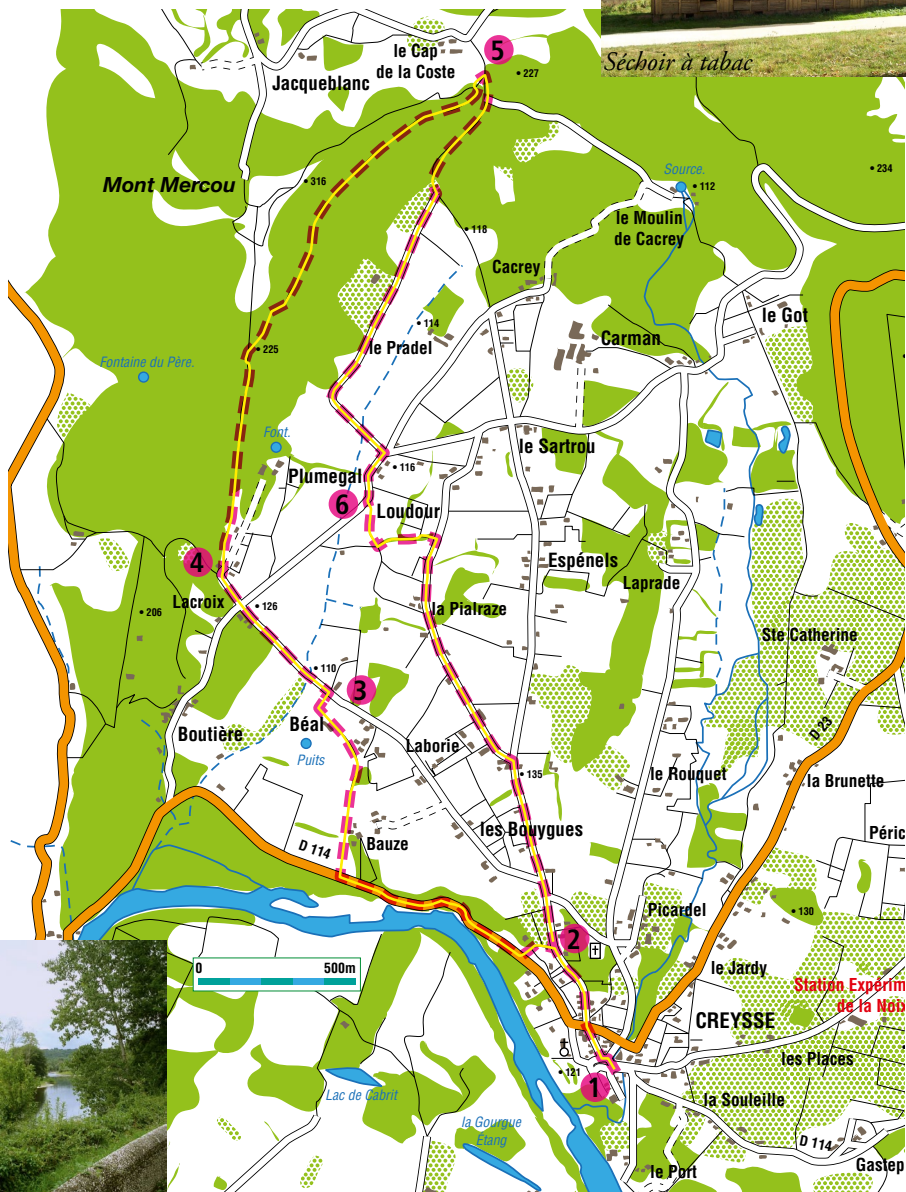 Séchoir à tabac
5
le Cap
de la Coste
227
Jacqueblanc
234
Mont Mercou
316
Source.
112
le Moulin
de Cacrey
118
Cacrey
le Got
114
Carman
le Pradel
225
Fontaine du Père.
Font.
le Sartrou
Plumegal
116
6
Loudour
4
Espénels
Laprade
Lacroix
126
la Pialraze
206
Ste Catherine
110
3
Béal
Boutière
Puits
Laborie
135
le Rouquet
D 23
la Brunette
les Bouygues
Péric
D 114
Bauze
Picardel
130
2
0
500m
le Jardy
Station Expérim
de la Noix
CREYSSE
les Places
121
1
Lac de Cabrit
la Souleille
la Gourgue
Etang
D 114
Gastep
le Port